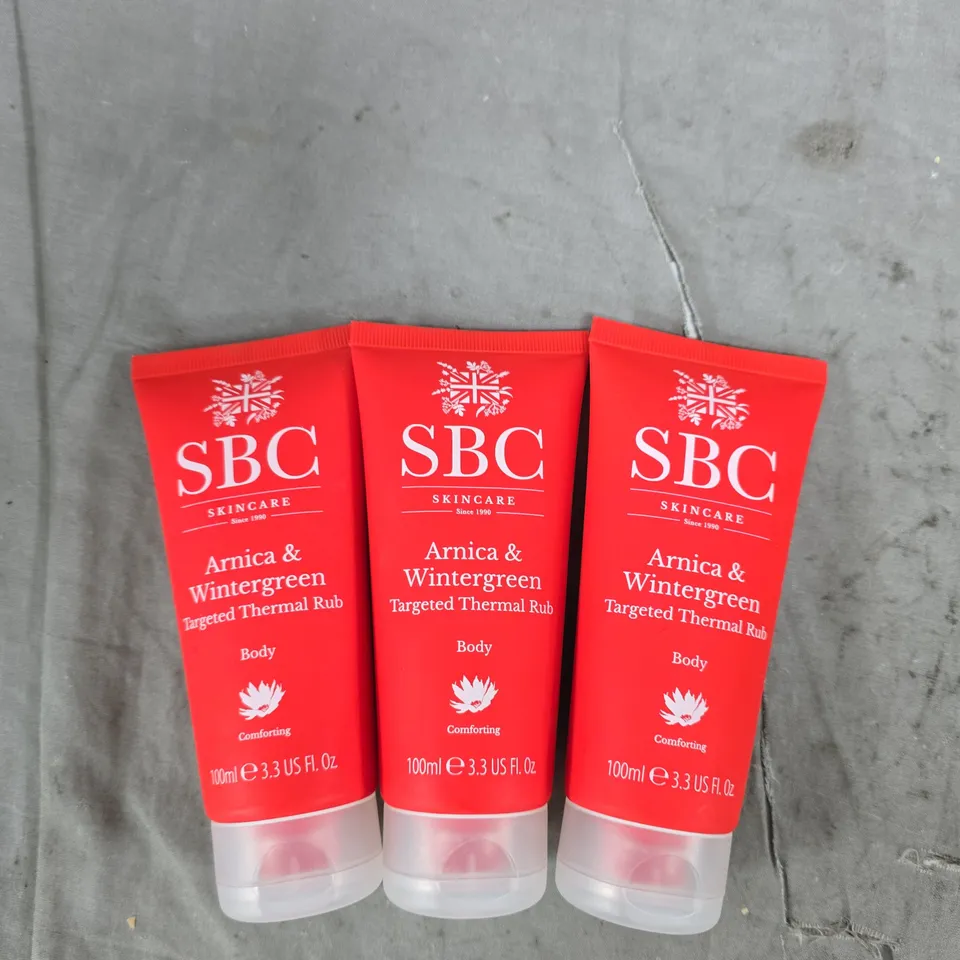 SBC
SKINCARE
Since 1990
Arnica &
Wintergreen
Targeted Thermal Rub
Body
Comforting
100ml ℮ 3.3 US Fl. Oz.
SBC
SKINCARE
Since 1990
Arnica &
Wintergreen
Targeted Thermal Rub
Body
Comforting
100ml ℮ 3.3 US Fl. Oz.
SBC
SKINCARE
Since 1990
Arnica &
Wintergreen
Targeted Thermal Rub
Body
Comforting
100ml ℮ 3.3 US Fl. Oz.